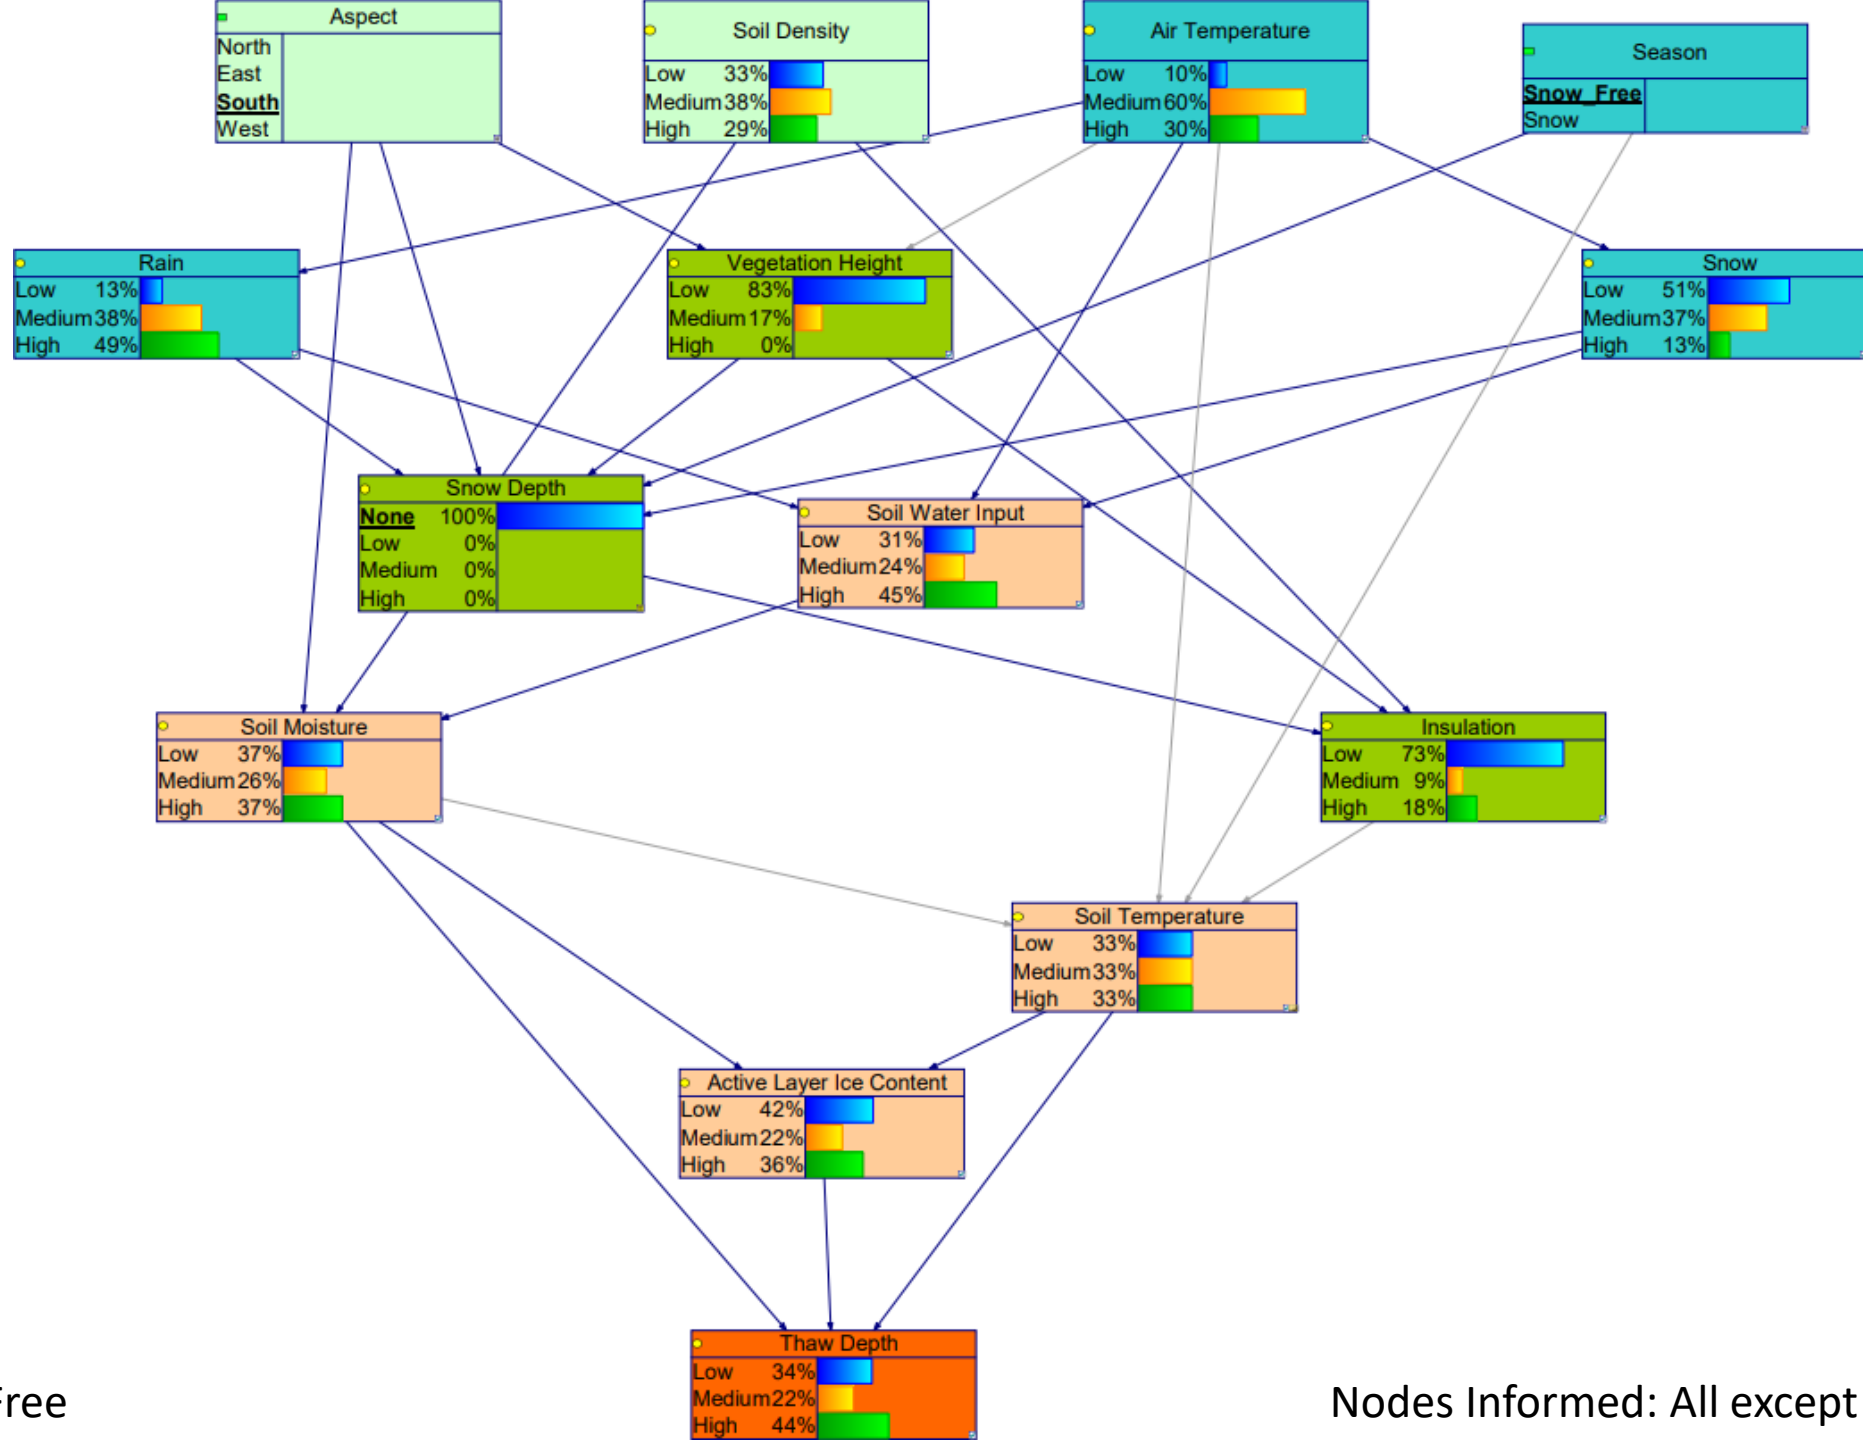 Aspect
North
East
South
West
Soil Density
Low 33%
Medium 38%
High 29%
Air Temperature
Low 10%
Medium 60%
High 30%
Season
Snow_Free
Snow
Rain
Low 13%
Medium 38%
High 49%
Vegetation Height
Low 83%
Medium 17%
High 0%
Snow
Low 51%
Medium 37%
High 13%
Snow Depth
None 100%
Low 0%
Medium 0%
High 0%
Soil Water Input
Low 31%
Medium 24%
High 45%
Soil Moisture
Low 37%
Medium 26%
High 37%
Insulation
Low 73%
Medium 9%
High 18%
Soil Temperature
Low 33%
Medium 33%
High 33%
Active Layer Ice Content
Low 42%
Medium 22%
High 36%
Thaw Depth
Low 34%
Medium 22%
High 44%
Free
Nodes Informed: All except